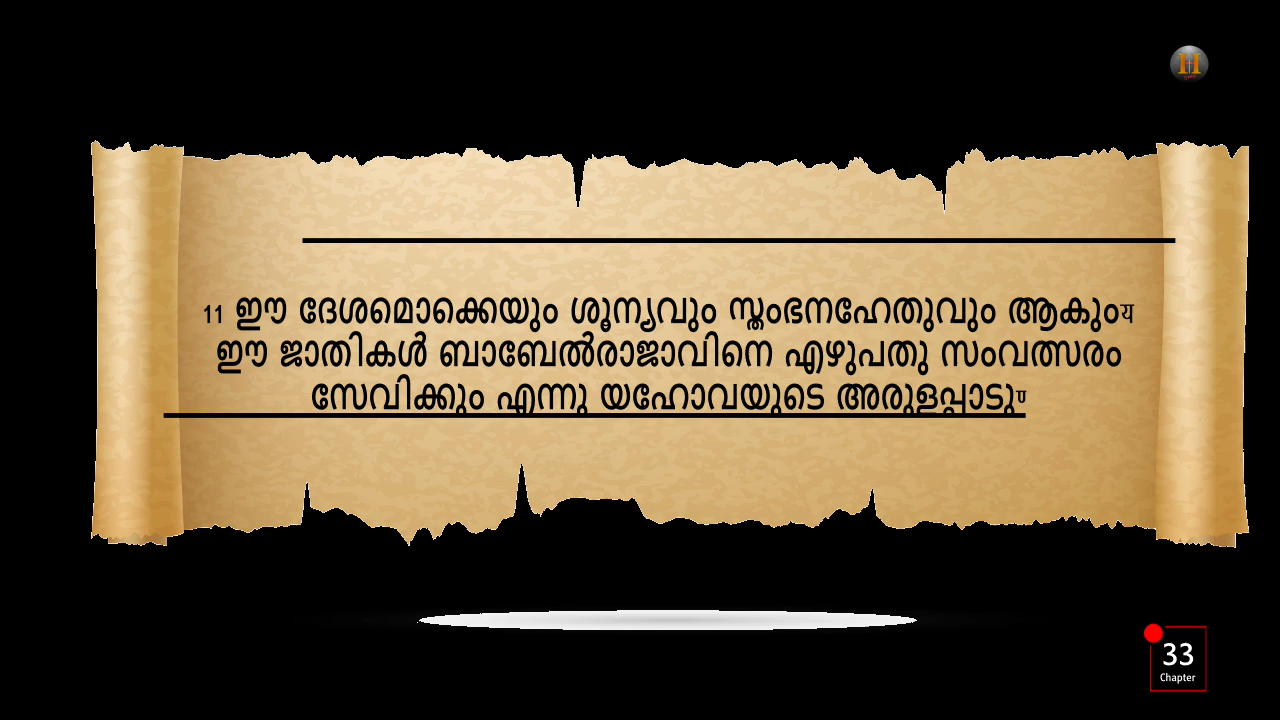 H
11 ഈ ദേശമൊക്കെയും ശൂന്യവും സ്തംഭനഹേതുവും ആകുംय
ഈ ജാതികൾ ബാബേൽരാജാവിനെ എഴുപതു സംവത്സരം
സേവിക്കും എന്നു യഹോവയുടെ അരുളപ്പാടു
33
Chapter